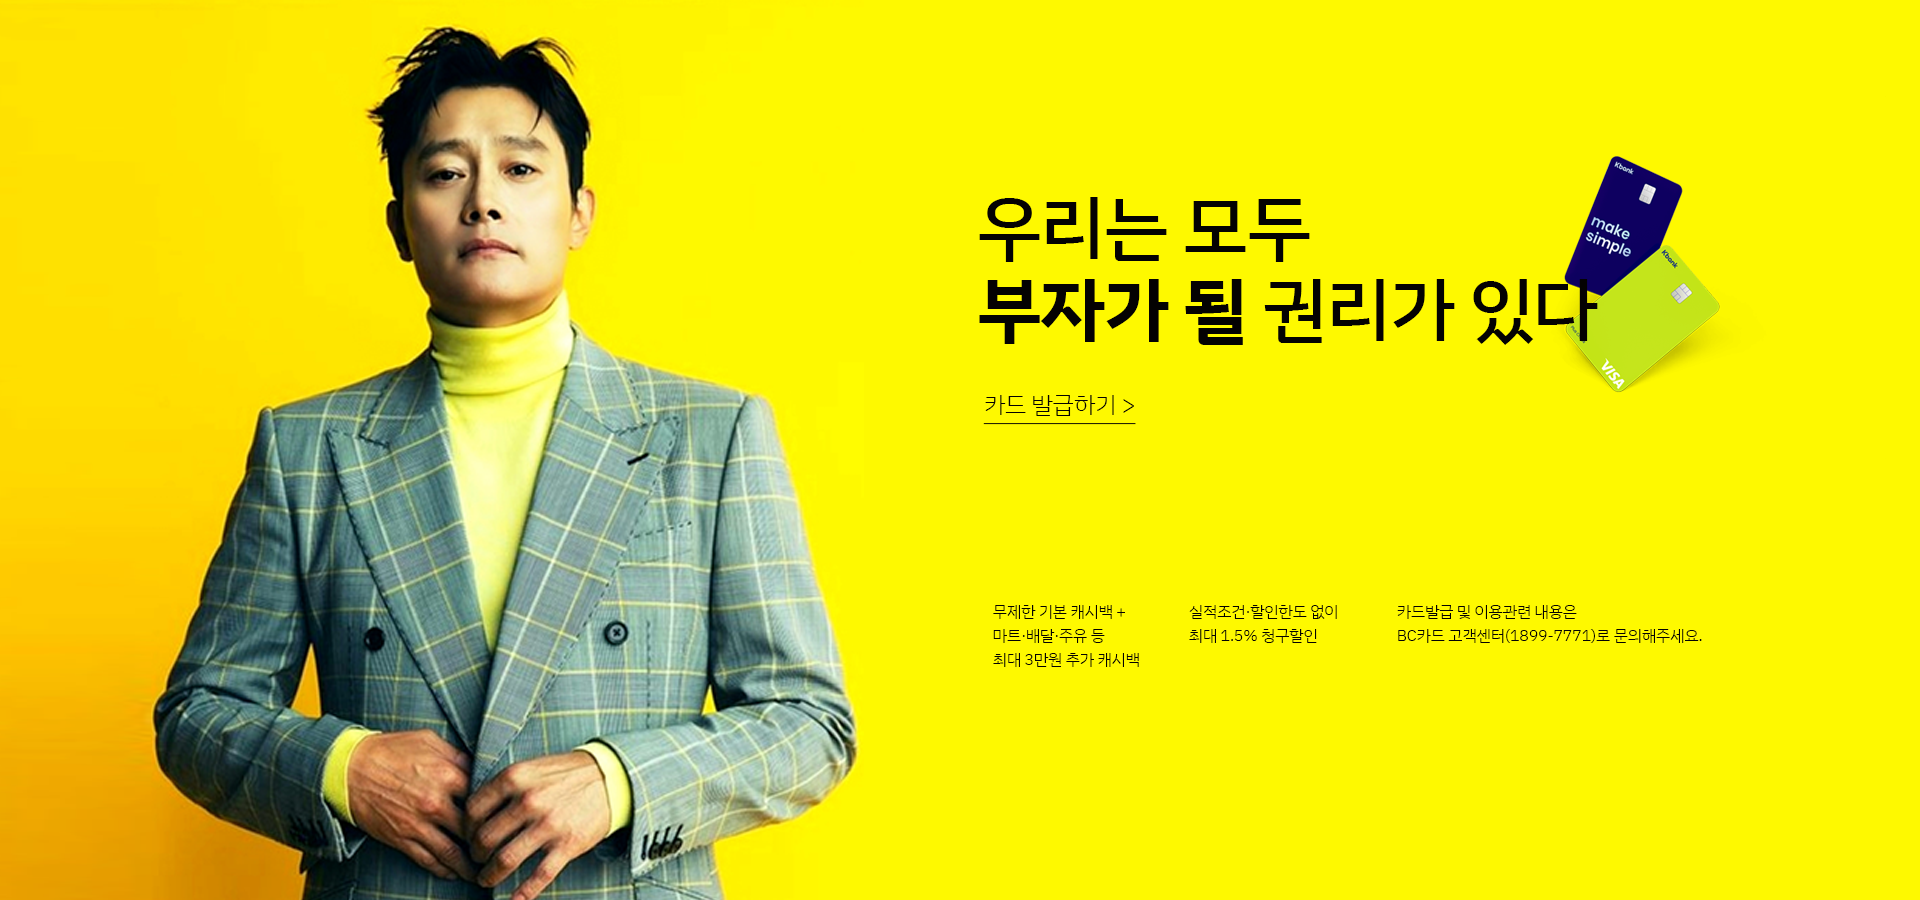 우리는 모두
부자가 될 권리가 있다
카드 발급하기 >
Kbank
make
simple
Kbank
VISA
무제한 기본 캐시백 +
마트·배달·주유 등
최대 3만원 추가 캐시백
실적조건·할인한도 없이
최대 1.5% 청구할인
카드발급 및 이용관련 내용은
BC카드 고객센터(1899-7771)로 문의해주세요.